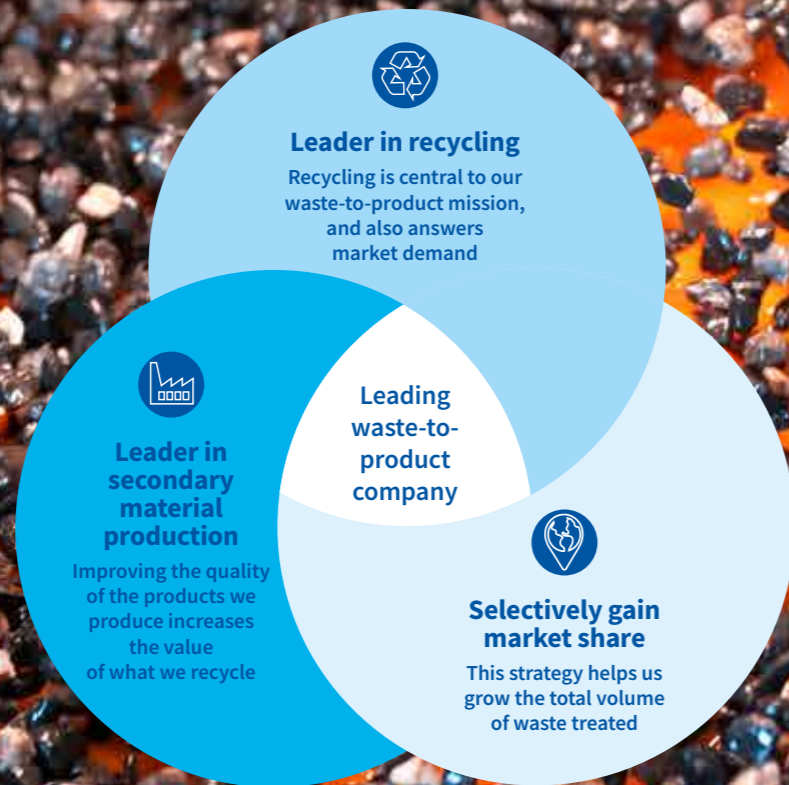 Leader in recycling
Recycling is central to our
waste-to-product mission,
and also answers
market demand
Leading
waste-to-
product
company
Leader in
secondary
material
production
Improving the quality
of the products we
produce increases
the value
of what we recycle
Selectively gain
market share
This strategy helps us
grow the total volume
of waste treated